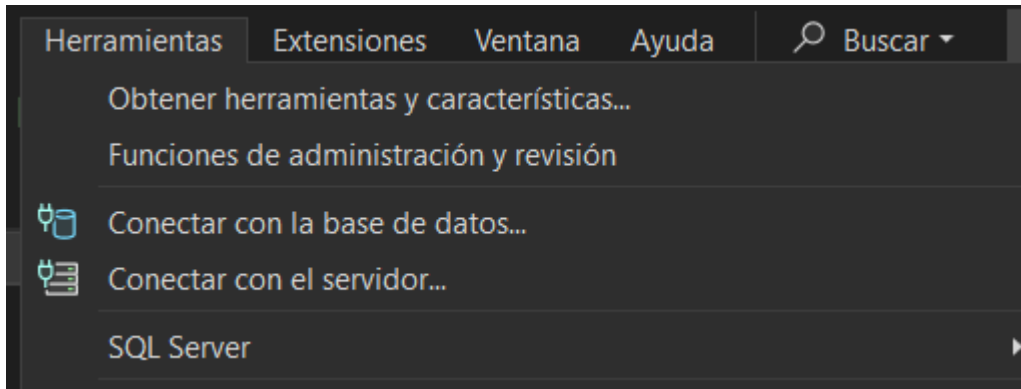 Herramientas Extensiones Ventana Ayuda Buscar
Obtener herramientas y características...
Funciones de administración y revisión
Conectar con la base de datos...
Conectar con el servidor...
SQL Server